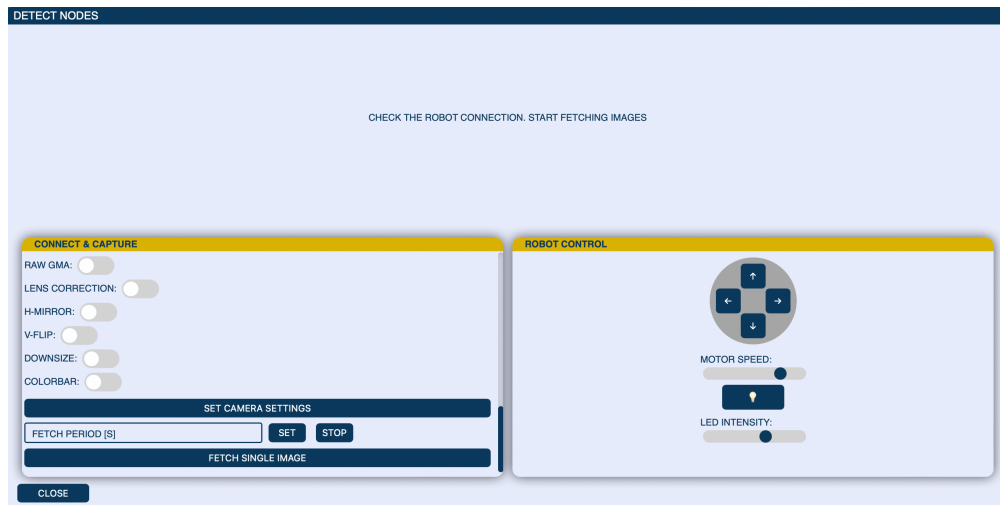 DETECT NODES
CHECK THE ROBOT CONNECTION. START FETCHING IMAGES
CONNECT & CAPTURE
RAW GMA:
LENS CORRECTION:
H-MIRROR:
V-FLIP:
DOWNSIZE:
COLORBAR:
SET CAMERA SETTINGS
FETCH PERIOD [S] SET STOP
FETCH SINGLE IMAGE
ROBOT CONTROL
MOTOR SPEED:
LED INTENSITY:
CLOSE